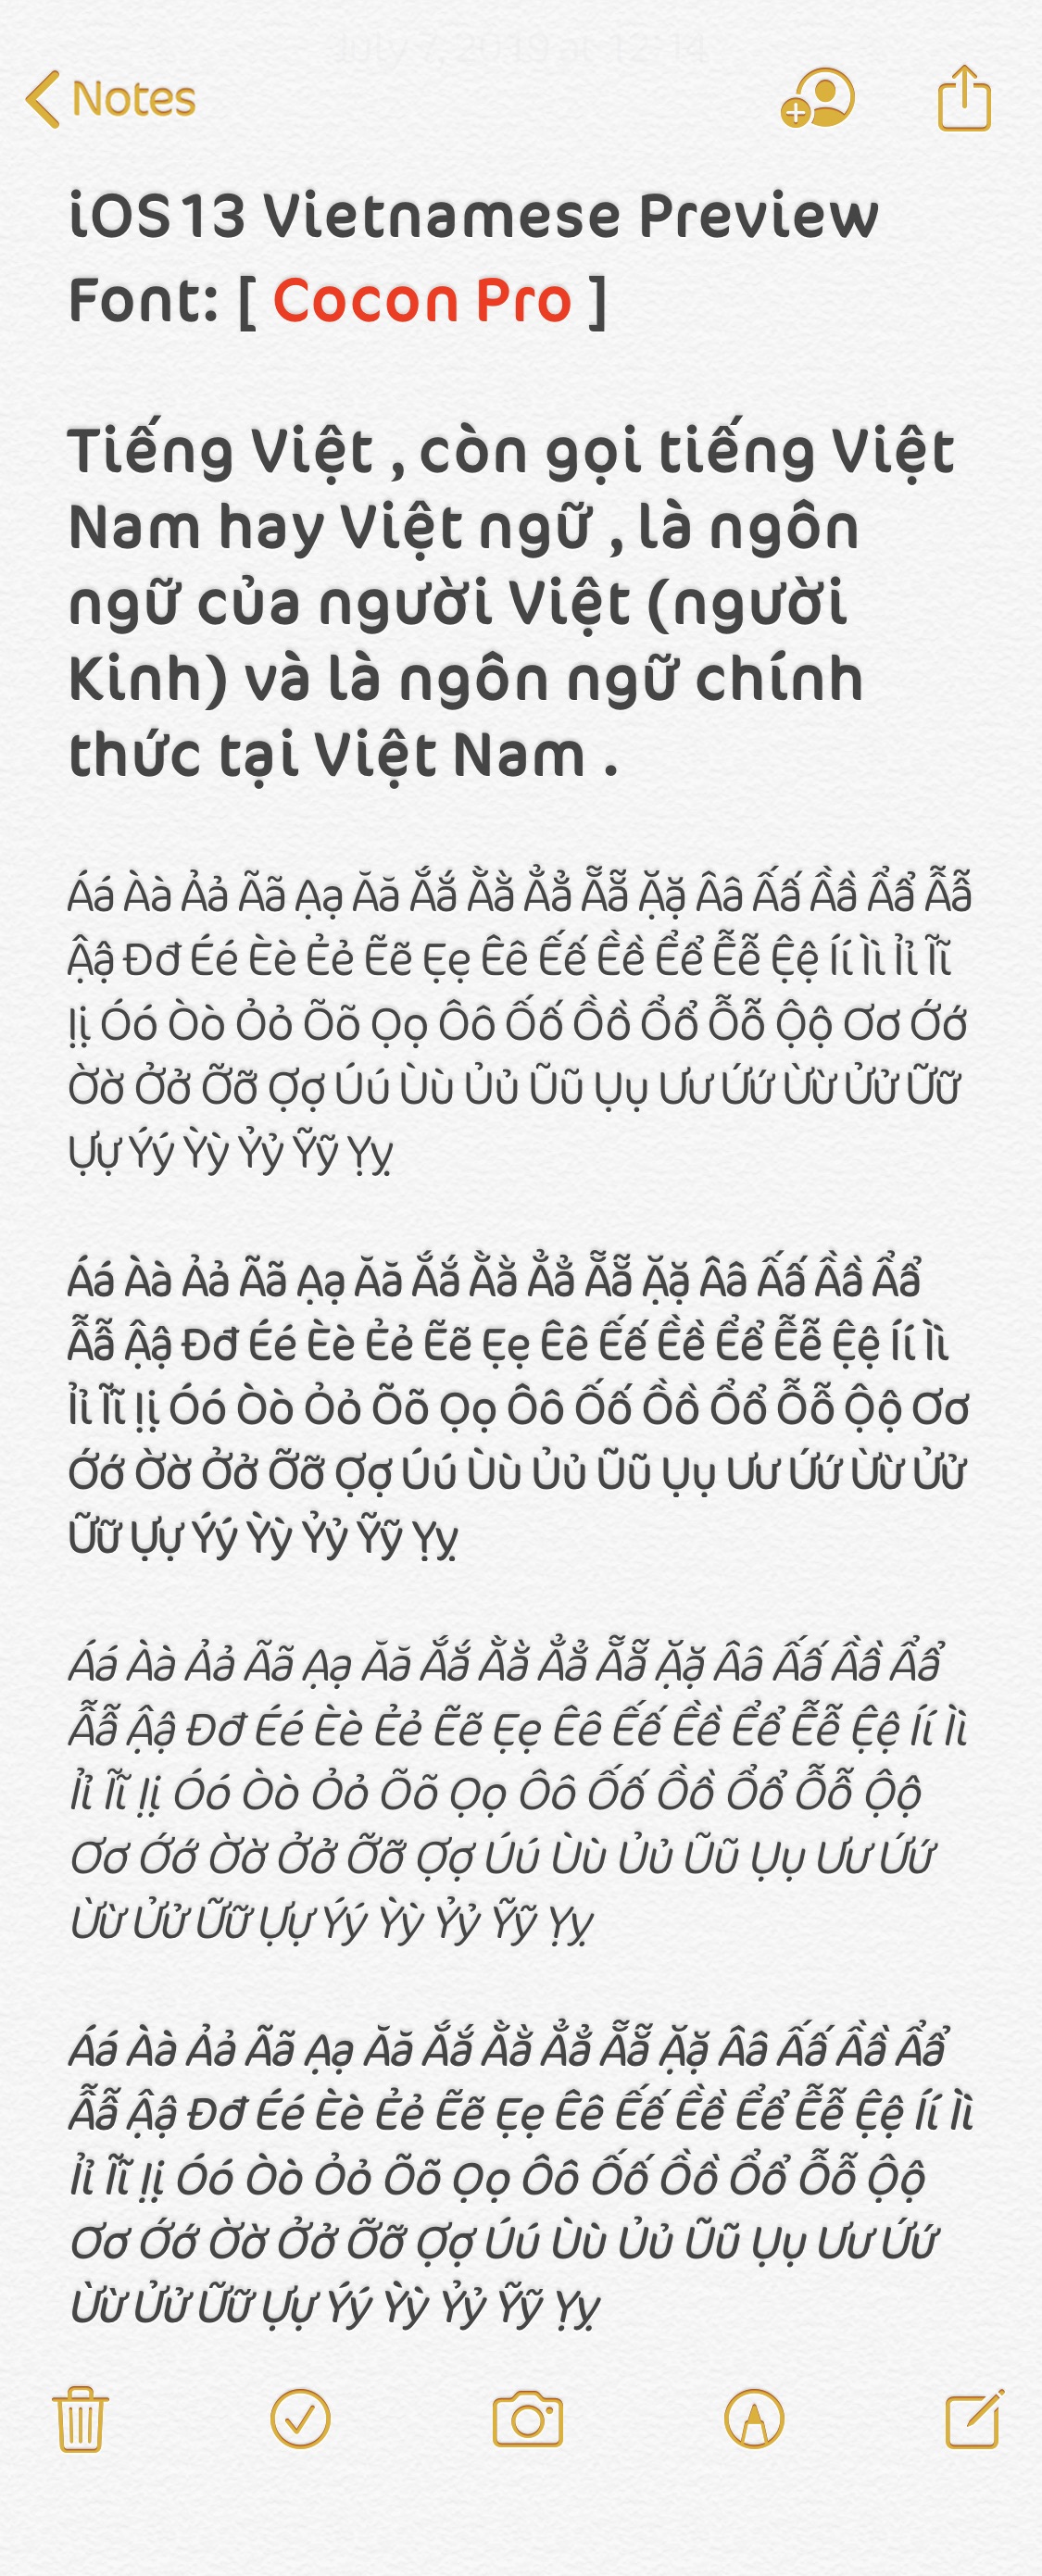 July 7, 2019 at 12:14
Notes
iOS13 Vietnamese Preview
Font: [ Cocon Pro ]
Tiếng Việt , còn gọi tiếng Việt
Nam hay Việt ngữ , là ngôn
ngữ của người Việt (người
Kinh) và là ngôn ngữ chính
thức tại Việt Nam .
Áá Àà Ảả Ãã Ạạ Ăă Ắắ Ằằ Ẳẳ Ẵẵ Ặặ Ââ Ấấ Ầầ Ẩẩ Ẫẫ
Ậậ Đđ Éé Èè Ẻẻ Ẽẽ Ẹẹ Êê Ếế Ềề Ểể Ễễ Ệệ Íí Ìì Ỉỉ Ĩĩ
Ịị Óó Òò Ỏỏ Õõ Ọọ Ôô Ốố Ồồ Ổổ Ỗỗ Ộộ Ơơ Ớớ
Ờờ Ởở Ỡỡ Ợợ Úú Ùù Ủủ Ũũ Ụụ Ưư Ứứ Ừừ Ửử Ữữ
Ựự Ýý Ỳỳ Ỷỷ Ỹỹ Ỵỵ
Áá Àà Ảả Ãã Ạạ Ăă Ắắ Ằằ Ẳẳ Ẵẵ Ặặ Ââ Ấấ Ầầ Ẩẩ
Ẫẫ Ậậ Đđ Éé Èè Ẻẻ Ẽẽ Ẹẹ Êê Ếế Ềề Ểể Ễễ Ệệ Íí Ìì
Ỉỉ Ĩĩ Ịị Óó Òò Ỏỏ Õõ Ọọ Ôô Ốố Ồồ Ổổ Ỗỗ Ộộ Ơơ
Ớớ Ờờ Ởở Ỡỡ Ợợ Úú Ùù Ủủ Ũũ Ụụ Ưư Ứứ Ừừ Ửử
Ữữ Ựự Ýý Ỳỳ Ỷỷ Ỹỹ Ỵỵ
Áá Àà Ảả Ãã Ạạ Ăă Ắắ Ằằ Ẳẳ Ẵẵ Ặặ Ââ Ấấ Ầầ Ẩẩ
Ẫẫ Ậậ Đđ Éé Èè Ẻẻ Ẽẽ Ẹẹ Êê Ếế Ềề Ểể Ễễ Ệệ Íí Ìì
Ỉỉ Ĩĩ Ịị Óó Òò Ỏỏ Õõ Ọọ Ôô Ốố Ồồ Ổổ Ỗỗ Ộộ
Ơơ Ớớ Ờờ Ởở Ỡỡ Ợợ Úú Ùù Ủủ Ũũ Ụụ Ưư Ứứ
Ừừ Ửử Ữữ Ựự Ýý Ỳỳ Ỷỷ Ỹỹ Ỵỵ
Áá Àà Ảả Ãã Ạạ Ăă Ắắ Ằằ Ẳẳ Ẵẵ Ặặ Ââ Ấấ Ầầ Ẩẩ
Ẫẫ Ậậ Đđ Éé Èè Ẻẻ Ẽẽ Ẹẹ Êê Ếế Ềề Ểể Ễễ Ệệ Íí Ìì
Ỉỉ Ĩĩ Ịị Óó Òò Ỏỏ Õõ Ọọ Ôô Ốố Ồồ Ổổ Ỗỗ Ộộ
Ơơ Ớớ Ờờ Ởở Ỡỡ Ợợ Úú Ùù Ủủ Ũũ Ụụ Ưư Ứứ
Ừừ Ửử Ữữ Ựự Ýý Ỳỳ Ỷỷ Ỹỹ Ỵỵ